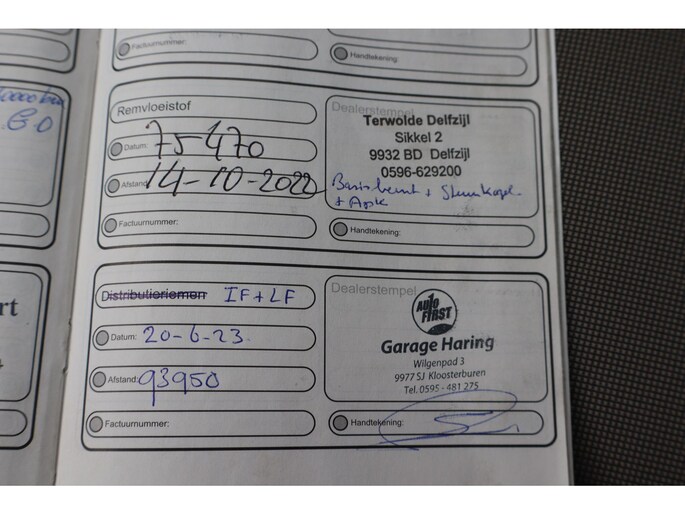 Factuurnummer:
Handtekening:
Remvloeistof
Datum: 75470
Afstand: 14-10-2022
Factuurnummer:
Dealerstempel
Terwolde Delfzijl
Sikkel 2
9932 BD Delfzijl
0596-629200
+ Apk
Handtekening:
Distributieriemen IF + LF
Datum: 20-6-23
Afstand: 93950
Factuurnummer:
Dealerstempel
AUTO FIRST
Garage Haring
Wilgenpad 3
9977 SJ Kloosterburen
Tel. 0595 - 481 275
Handtekening: